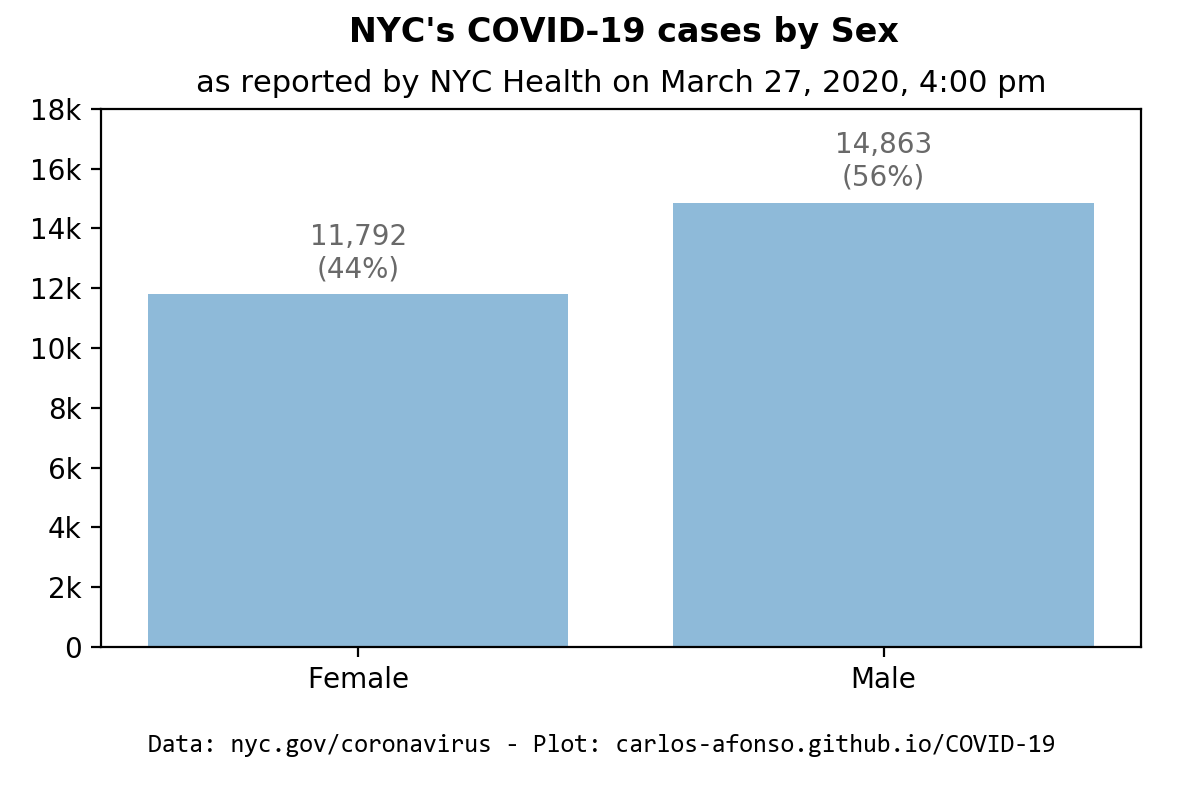 NYC's COVID-19 cases by Sex
as reported by NYC Health on March 27, 2020, 4:00 pm
18k
16k
14k
12k
10k
8k
6k
4k
2k
0
11,792
(44%)
14,863
(56%)
Female Male
Data: nyc.gov/coronavirus - Plot: carlos-afonso.github.io/COVID-19